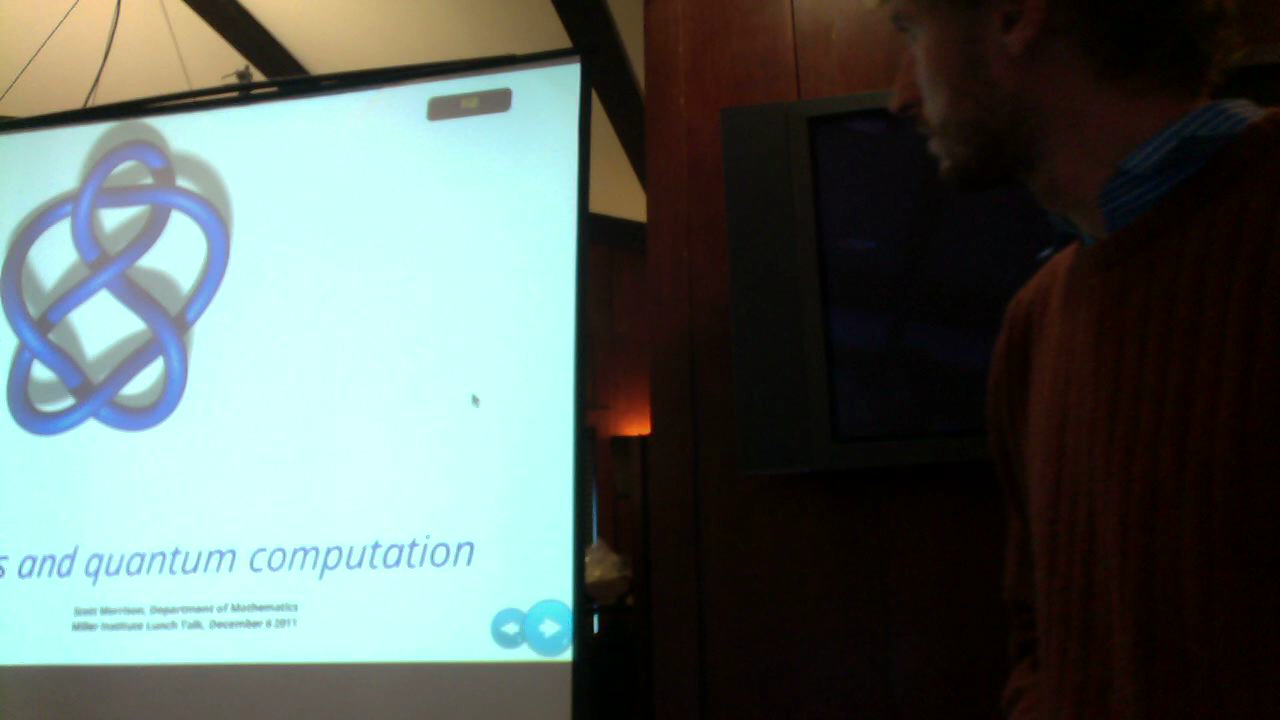 s and quantum computation
Scott Morrison, Department of Mathematics
Miller Institute Lunch Talk, December 6 2011